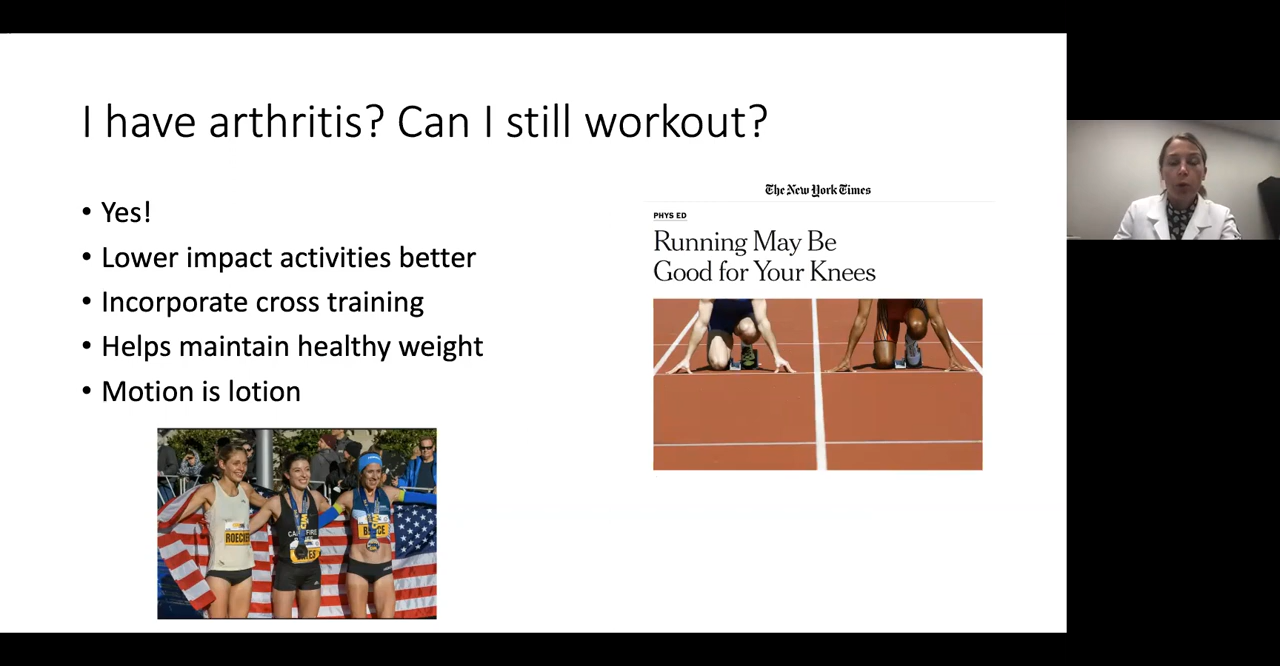 I have arthritis? Can I still workout?
• Yes!
• Lower impact activities better
• Incorporate cross training
• Helps maintain healthy weight
• Motion is lotion
The New York Times
PHYS ED
Running May Be
Good for Your Knees